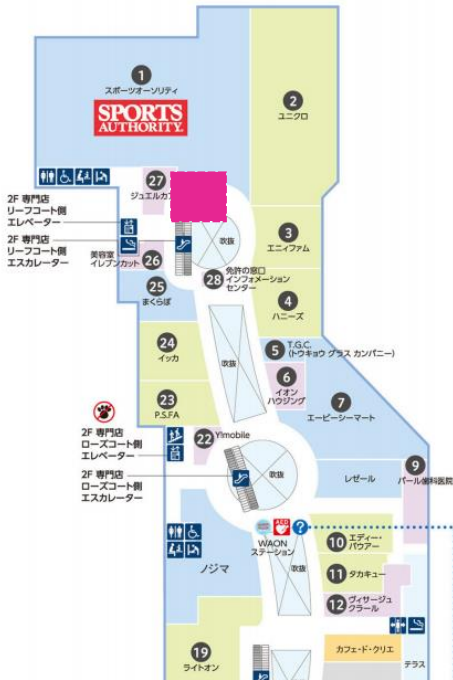 1
スポーツオーソリティ
SPORTS
AUTHORITY.
2
ユニクロ
27
ジュエルカ
2F 専門店
リーフコート側
エレベーター
2F 専門店
リーフコート側
エスカレーター
吹抜
3
エニィファム
美容室
イレブンカット
26
28
免許の窓口
インフォメーション
センター
25
まくらぼ
4
ハニーズ
24
イッカ
吹抜
5
T.G.C.
(トウキョウ グラス カンパニー)
6
イオン
ハウジング
7
エービーシーマート
23
P.S.FA
2F 専門店
ローズコート側
エレベーター
22
Y!mobile
2F 専門店
ローズコート側
エスカレーター
吹抜
レゼール
9
パール歯科医院
AED
?
WAON
ステーション
10
エディー・
バウアー
ノジマ
吹抜
11
タカキュー
12
ヴィサージュ
クラール
19
ライトオン
カフェ・ド・クリエ
テラス